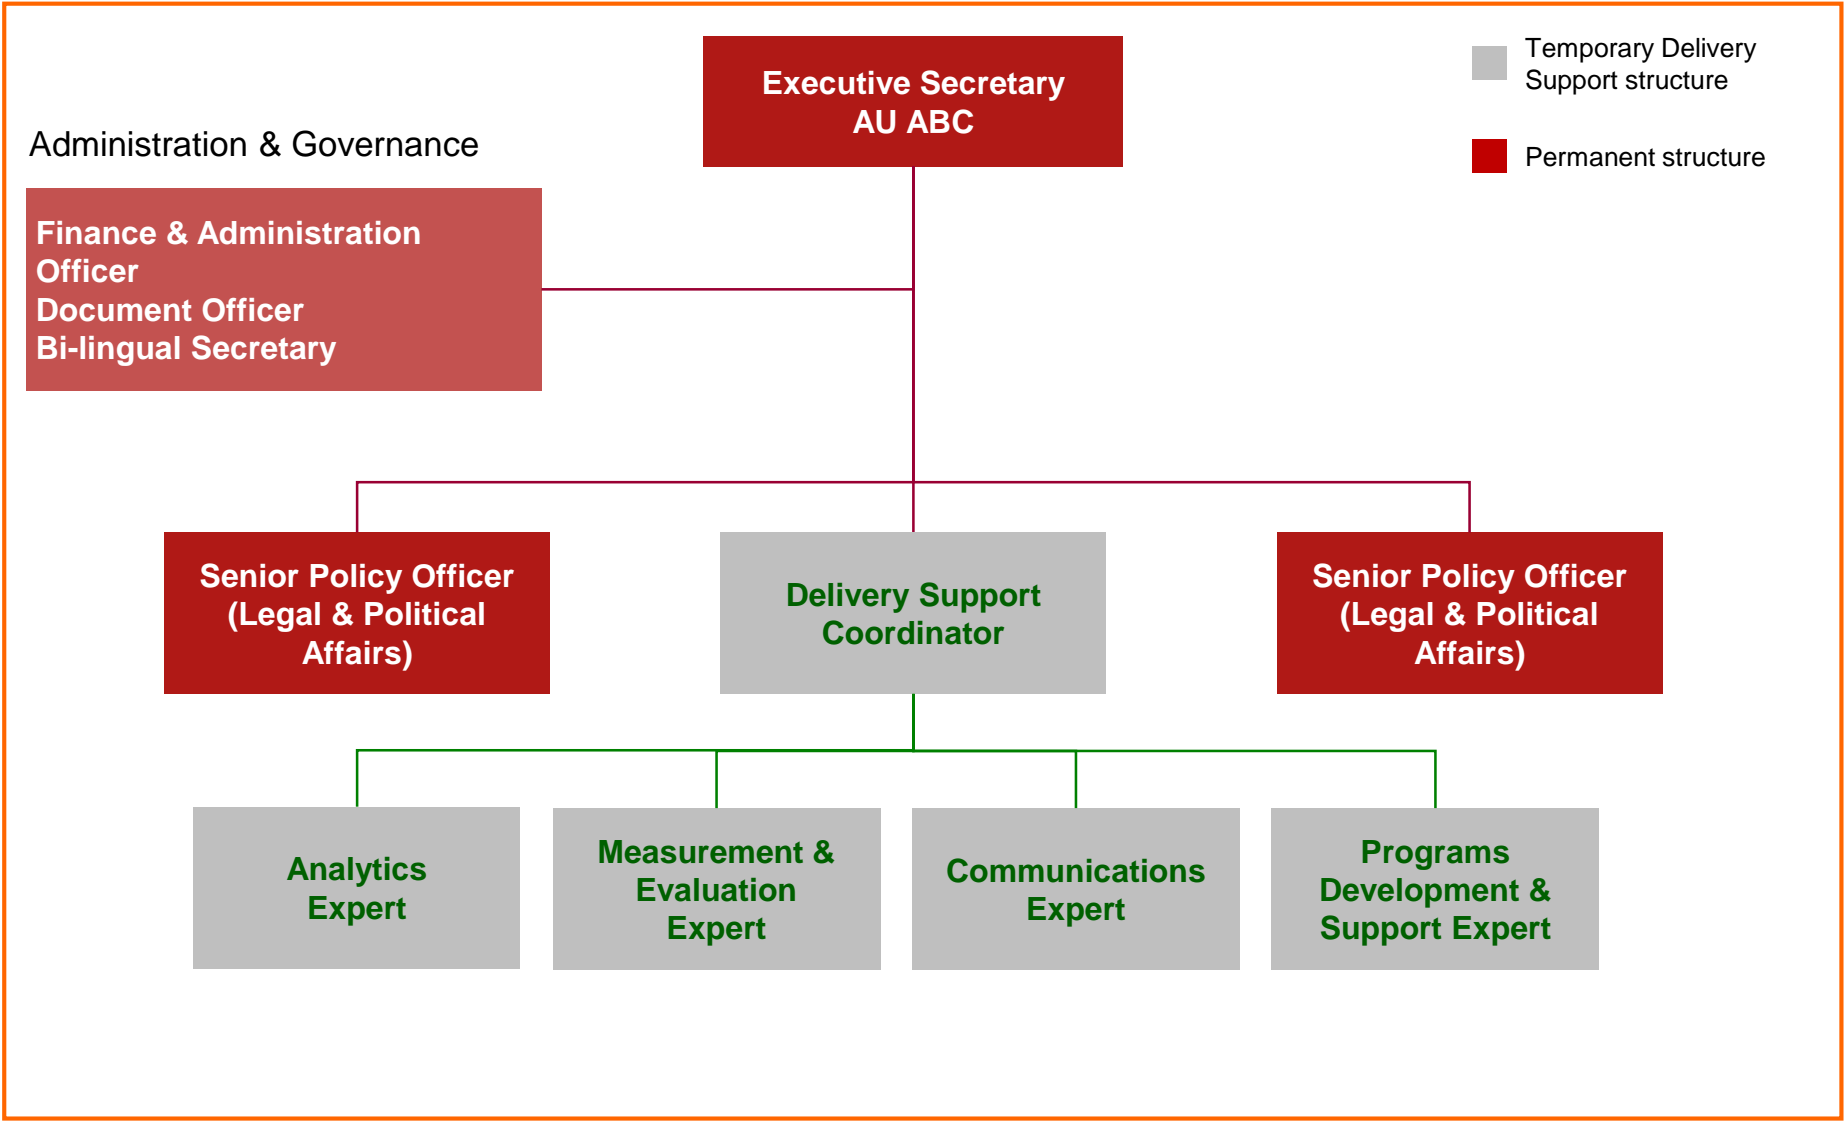 Executive Secretary
AU ABC
Temporary Delivery
Support structure
Permanent structure
Administration & Governance
Finance & Administration
Officer
Document Officer
Bi-lingual Secretary
Senior Policy Officer
(Legal & Political
Affairs)
Delivery Support
Coordinator
Senior Policy Officer
(Legal & Political
Affairs)
Analytics
Expert
Measurement &
Evaluation
Expert
Communications
Expert
Programs
Development &
Support Expert